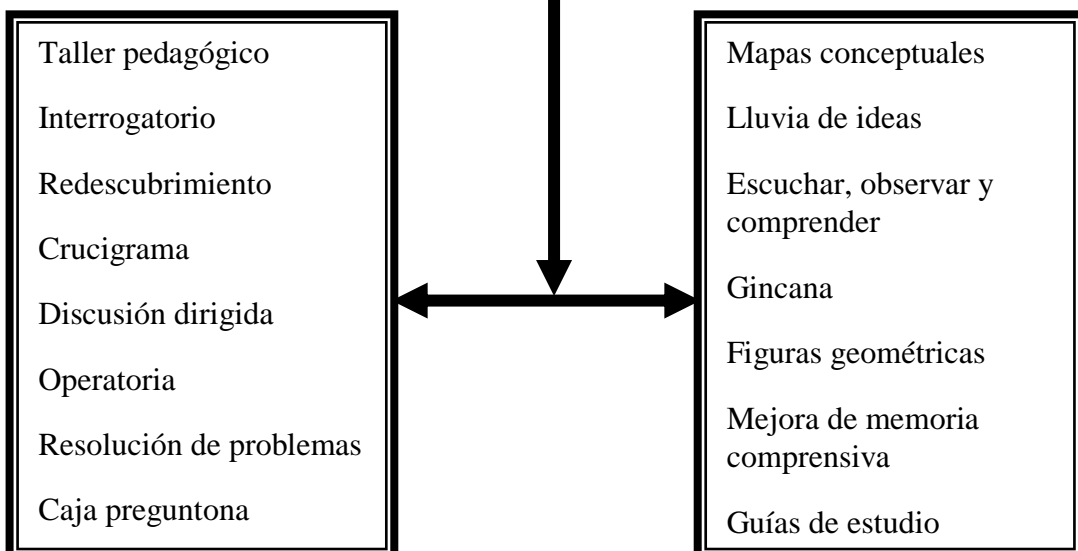 Taller pedagógico
Interrogatorio
Redescubrimiento
Crucigrama
Discusión dirigida
Operatoria
Resolución de problemas
Caja preguntona
Mapas conceptuales
Lluvia de ideas
Escuchar, observar y
comprender
Gincana
Figuras geométricas
Mejora de memoria
comprensiva
Guías de estudio